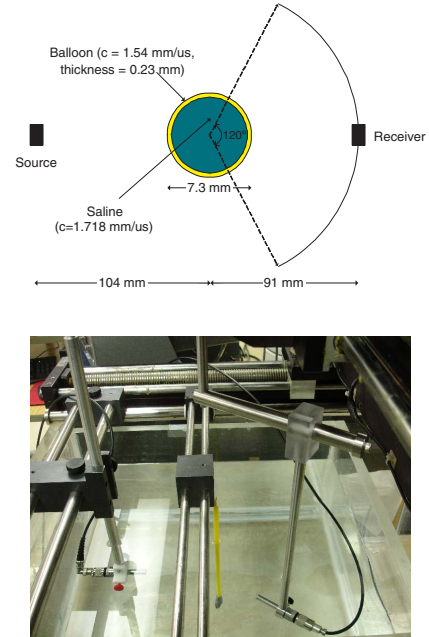 Balloon (c = 1.54 mm/us,
thickness = 0.23 mm)
120°
Receiver
Source
7.3 mm
Saline
(c=1.718 mm/us)
104 mm
91 mm